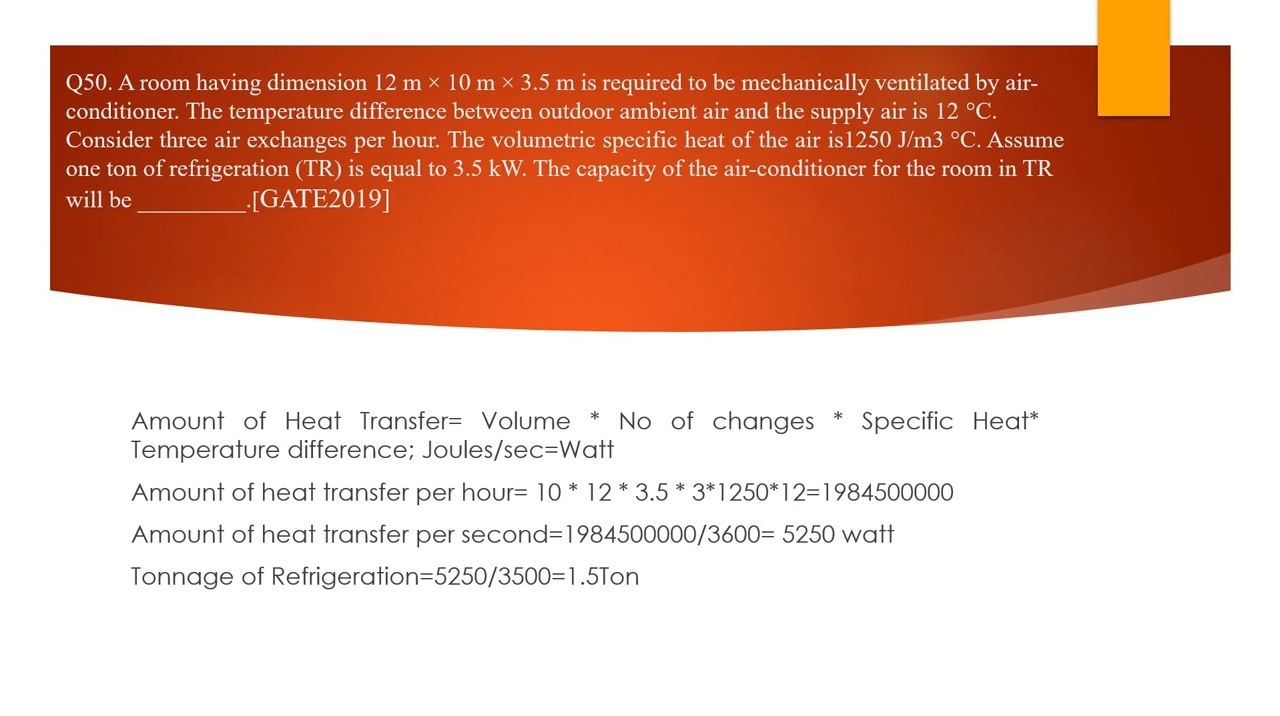 Q50. A room having dimension 12 m × 10 m × 3.5 m is required to be mechanically ventilated by air-
conditioner. The temperature difference between outdoor ambient air and the supply air is 12 °C.
Consider three air exchanges per hour. The volumetric specific heat of the air is1250 J/m3 °C. Assume
one ton of refrigeration (TR) is equal to 3.5 kW. The capacity of the air-conditioner for the room in TR
will be _________.[GATE2019]
Amount of Heat Transfer= Volume * No of changes * Specific Heat*
Temperature difference; Joules/sec=Watt
Amount of heat transfer per hour= 10 * 12 * 3.5 * 3*1250*12=1984500000
Amount of heat transfer per second=1984500000/3600= 5250 watt
Tonnage of Refrigeration=5250/3500=1.5Ton